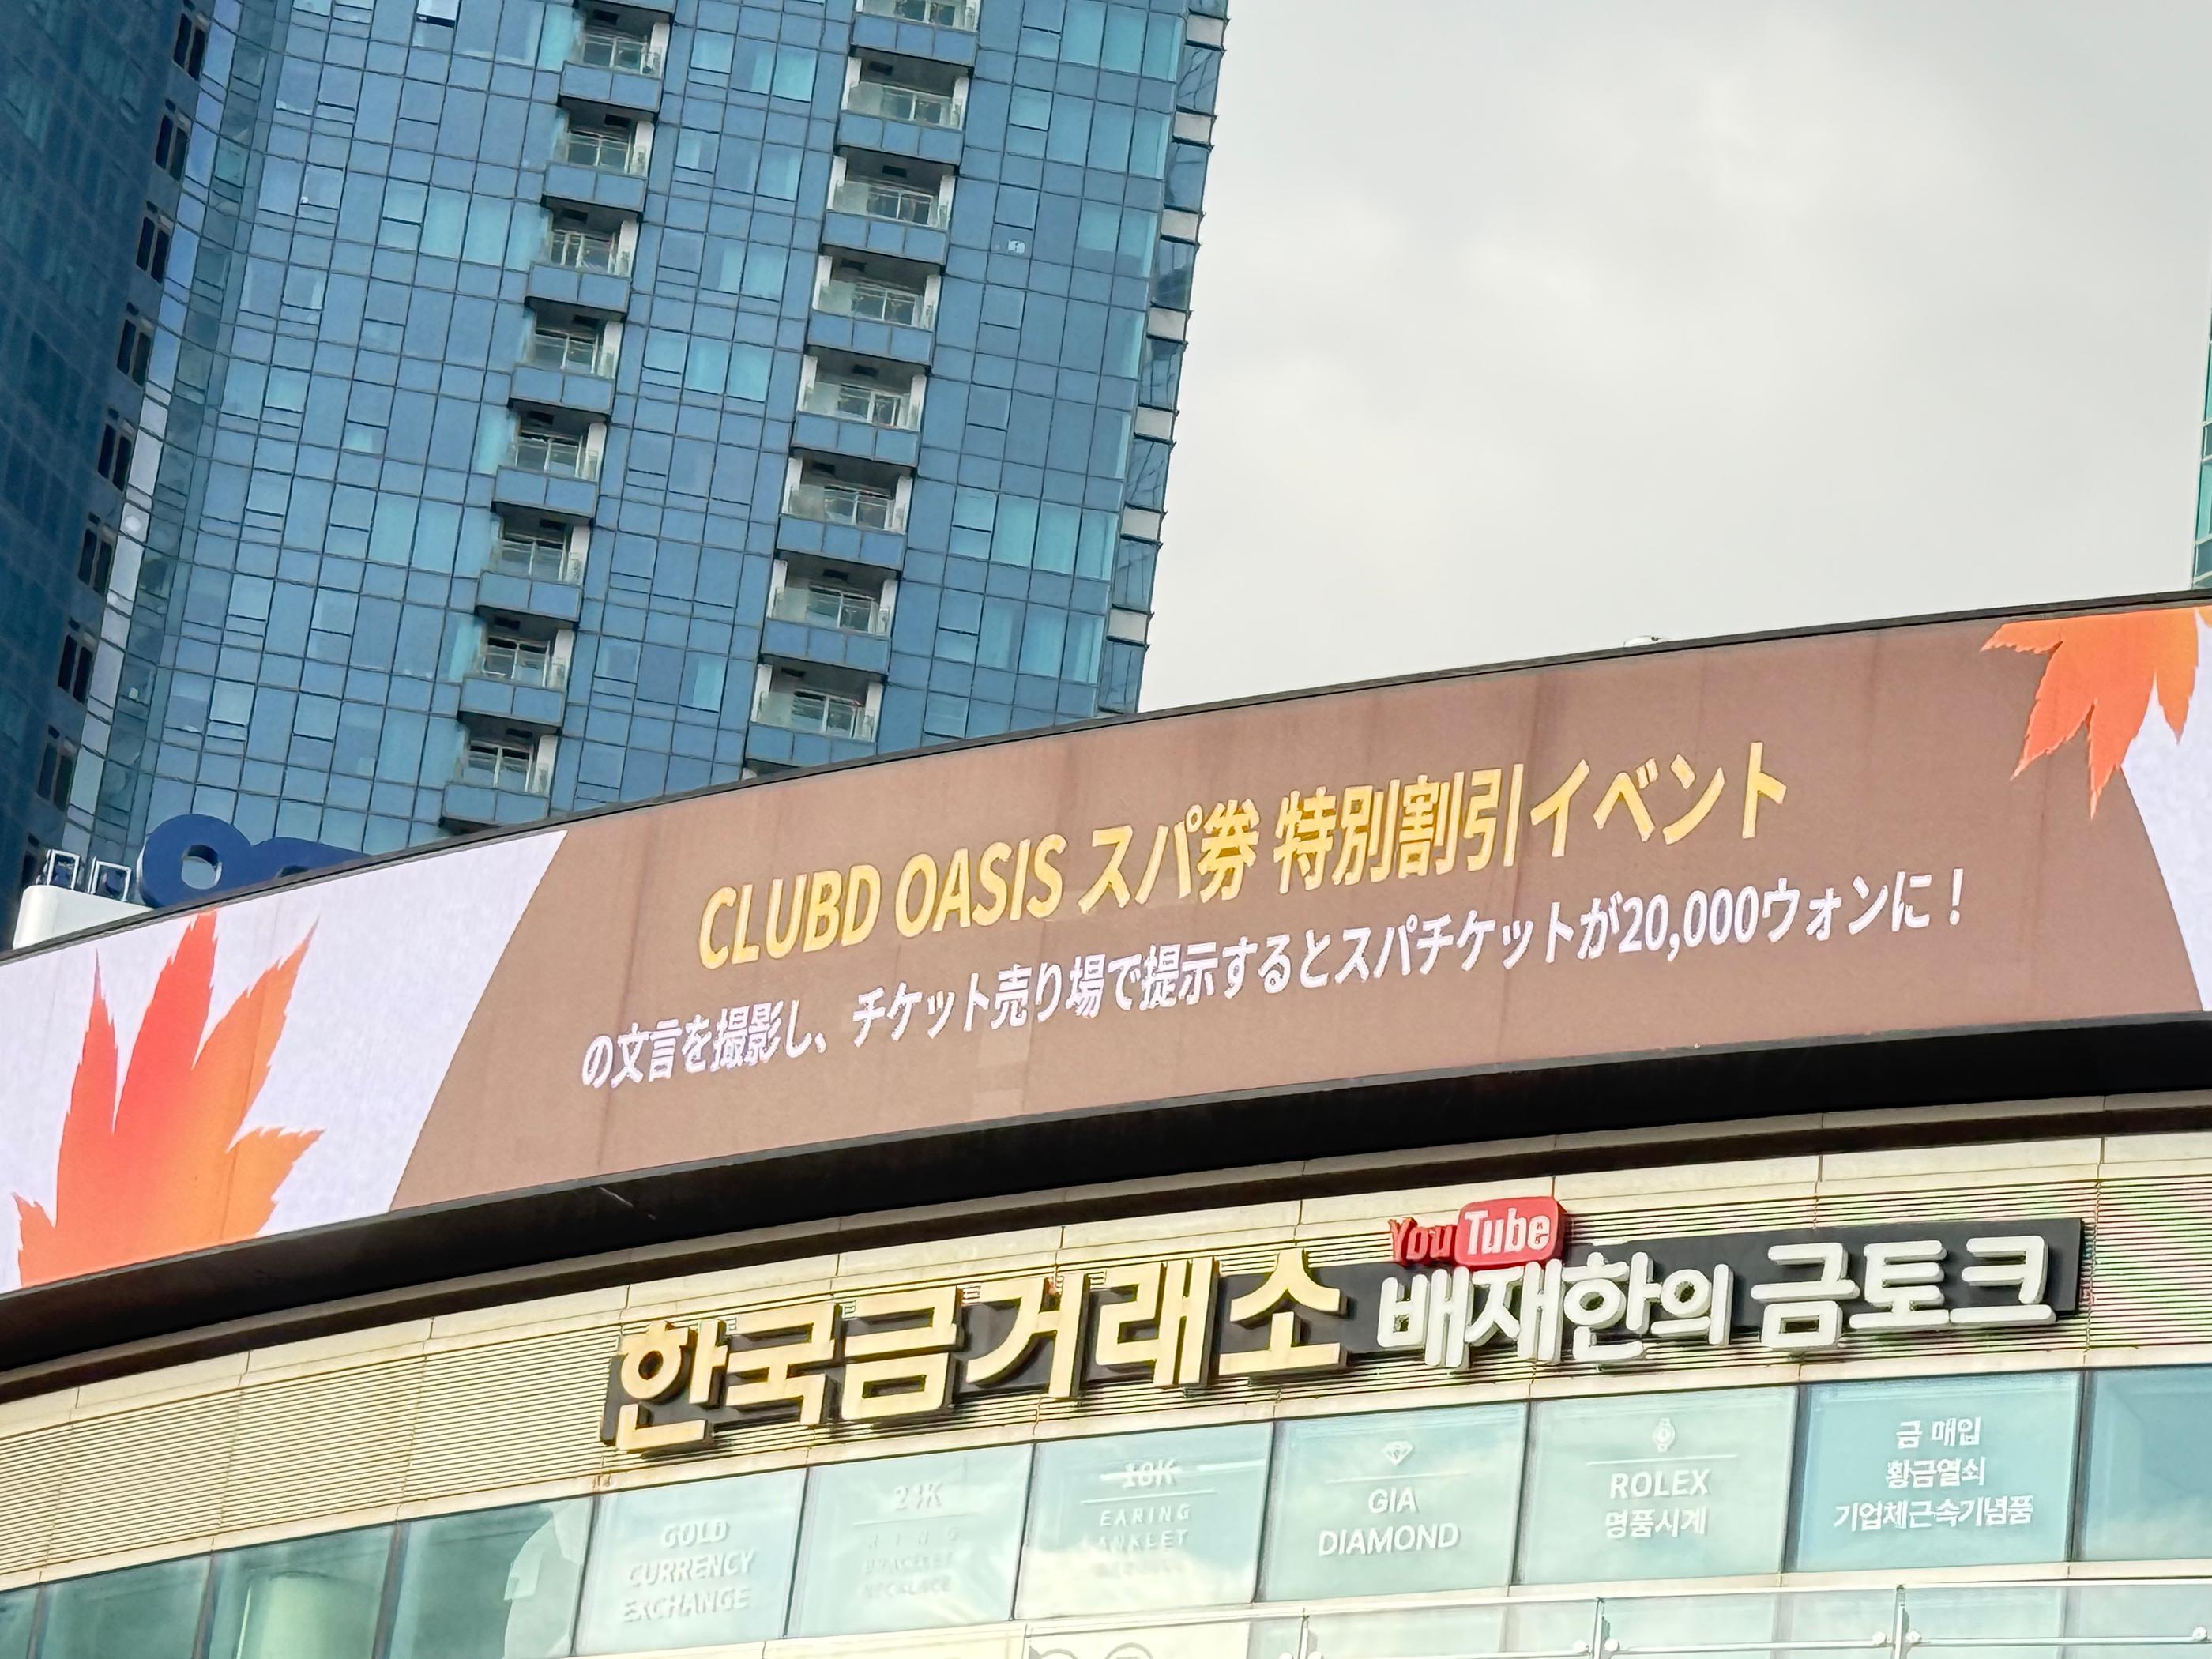 CLUBD OASIS スパ券 特別割引イベント
の文言を撮影し、チケット売り場で提示するとスパチケットが20,000ウォンに！
YouTube
한국금거래소 배재한의 금토크
GOLD
CURRENCY
EXCHANGE
24K
RING
BRACELET
NECKLACE
18K
EARING
ANKLET
GIA
DIAMOND
ROLEX
명품시계
금 매입
황금열쇠
기업체근속기념품